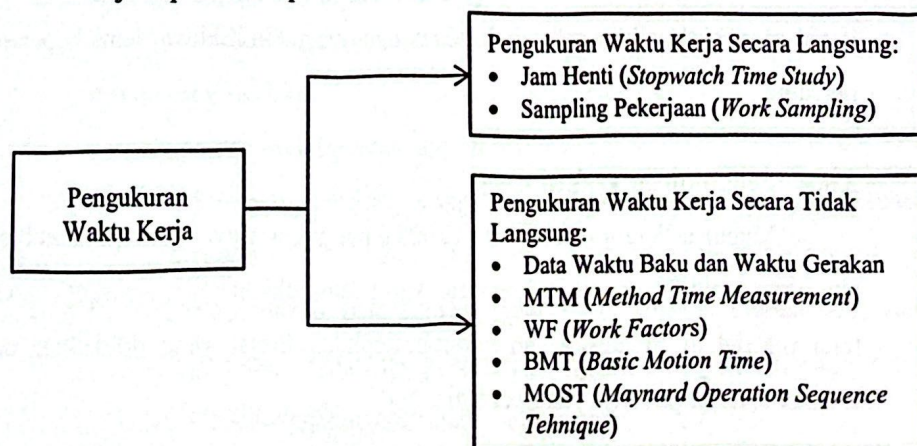 Pengukuran
Waktu Kerja
Pengukuran Waktu Kerja Secara Langsung:
• Jam Henti (Stopwatch Time Study)
• Sampling Pekerjaan (Work Sampling)
Pengukuran Waktu Kerja Secara Tidak
Langsung:
• Data Waktu Baku dan Waktu Gerakan
• MTM (Method Time Measurement)
• WF (Work Factors)
• BMT (Basic Motion Time)
• MOST (Maynard Operation Sequence
Tehnique)